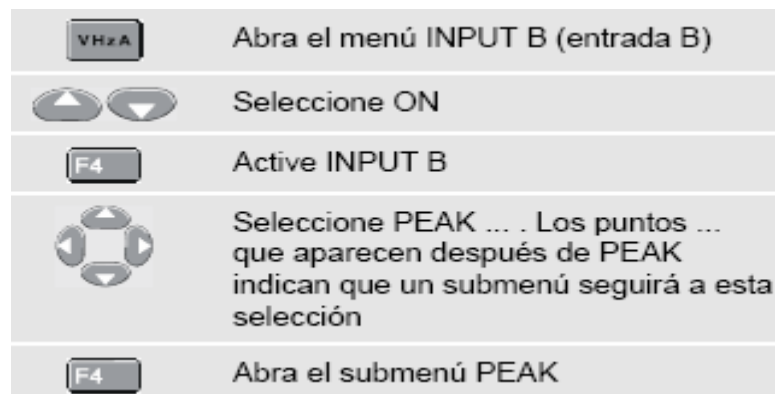 VHzA Abra el menú INPUT B (entrada B)
Seleccione ON
F4 Active INPUT B
Seleccione PEAK ... . Los puntos ...
que aparecen después de PEAK
indican que un submenú seguirá a esta
selección
F4 Abra el submenú PEAK